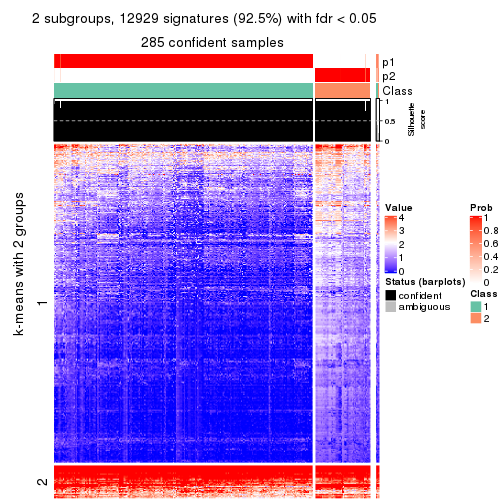 2 subgroups, 12929 signatures (92.5%) with fdr < 0.05
285 confident samples
p1
p2
Class
1
0.5
0
Silhouette
score
k-means with 2 groups
1
2
Value
4
3
2
1
0
Status (barplots)
confident
ambiguous
Prob
1
0.8
0.6
0.4
0.2
0
Class
1
2